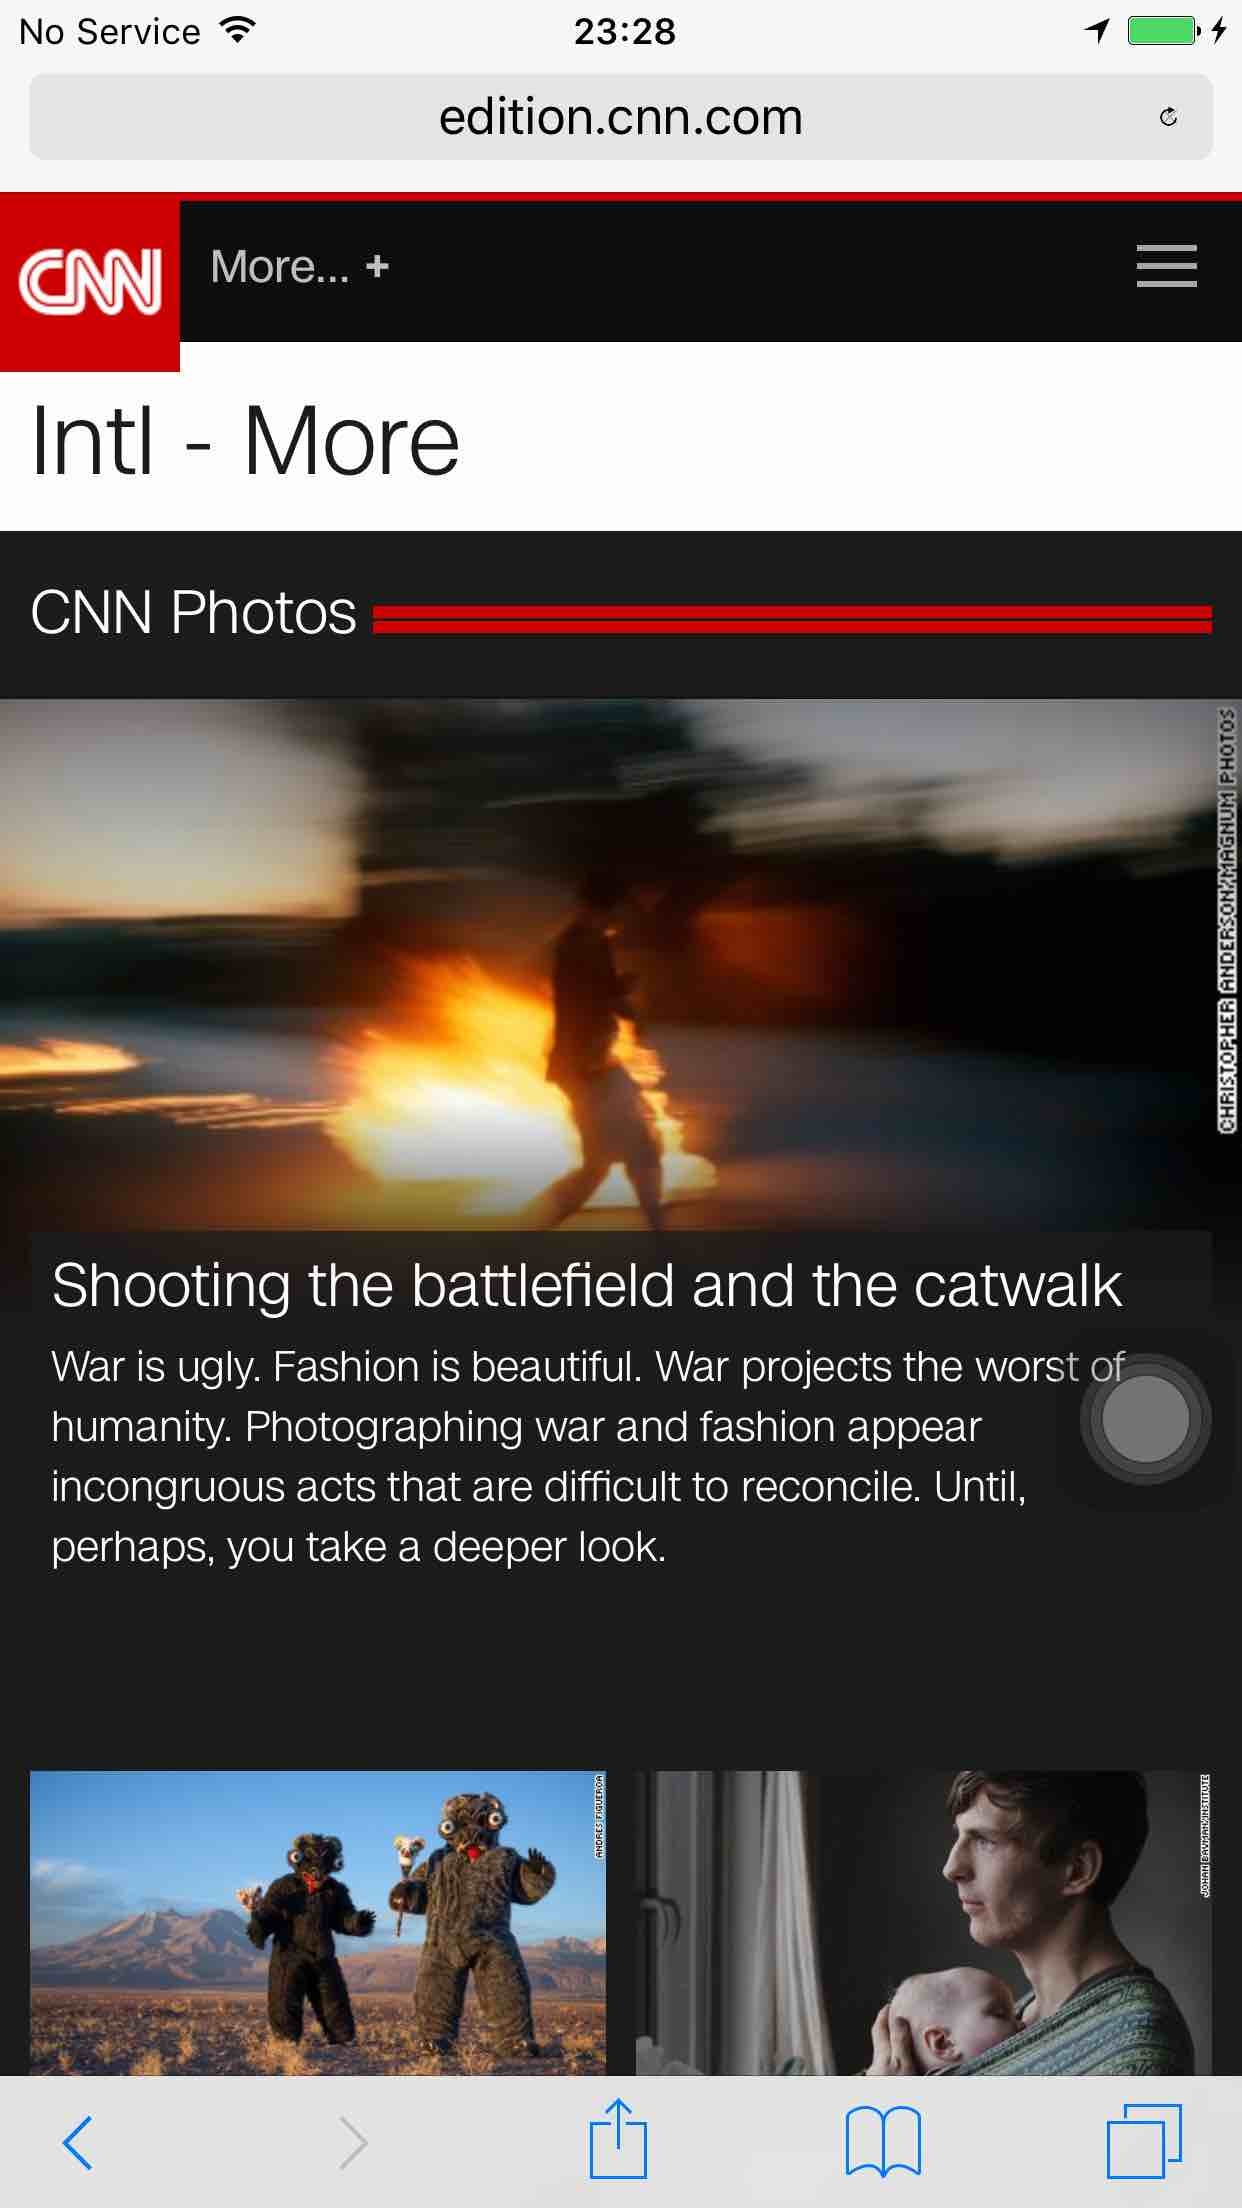 No Service
23:28
edition.cnn.com
CNN
More... +
Intl - More
CNN Photos
CHRISTOPHER ANDERSON/MAGNUM PHOTOS
Shooting the battlefield and the catwalk
War is ugly. Fashion is beautiful. War projects the worst of
humanity. Photographing war and fashion appear
incongruous acts that are difficult to reconcile. Until,
perhaps, you take a deeper look.
ANDRES FIGUEROA
JOHAN BAVMAN/INSTITUTE